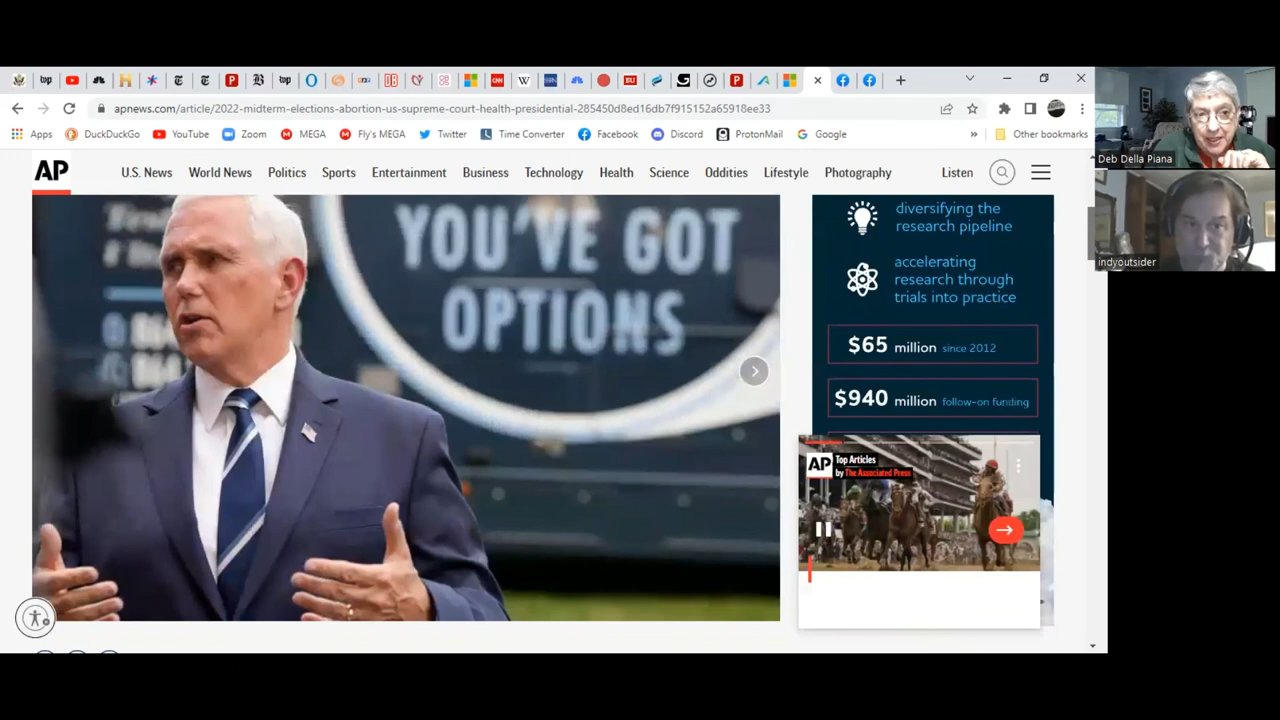 apnews.com/article/2022-midterm-elections-abortion-us-supreme-court-health-presidential-285450d8ed16db7f915152a65918ee33
Apps DuckDuckGo YouTube Zoom MEGA Fly's MEGA Twitter Time Converter Facebook Discord ProtonMail Google » Other bookmarks
AP U.S. News World News Politics Sports Entertainment Business Technology Health Science Oddities Lifestyle Photography Listen
YOU'VE GOT
OPTIONS
diversifying the
research pipeline
accelerating
research through
trials into practice
$65 million since 2012
$940 million follow-on funding
AP Top Articles
by The Associated Press
Deb Della Piana
indyoutsider